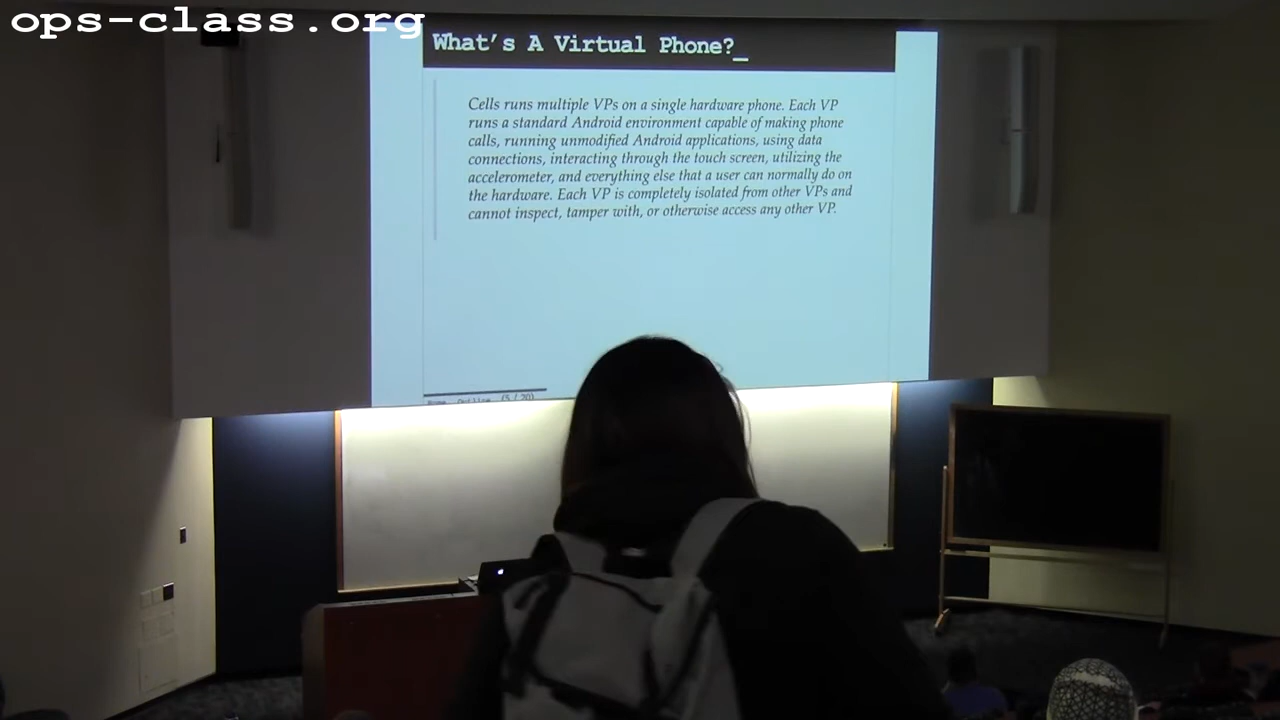 ops-class.org
What's A Virtual Phone?_
Cells runs multiple VPs on a single hardware phone. Each VP
runs a standard Android environment capable of making phone
calls, running unmodified Android applications, using data
connections, interacting through the touch screen, utilizing the
accelerometer, and everything else that a user can normally do on
the hardware. Each VP is completely isolated from other VPs and
cannot inspect, tamper with, or otherwise access any other VP.
Outline (5 / 20)